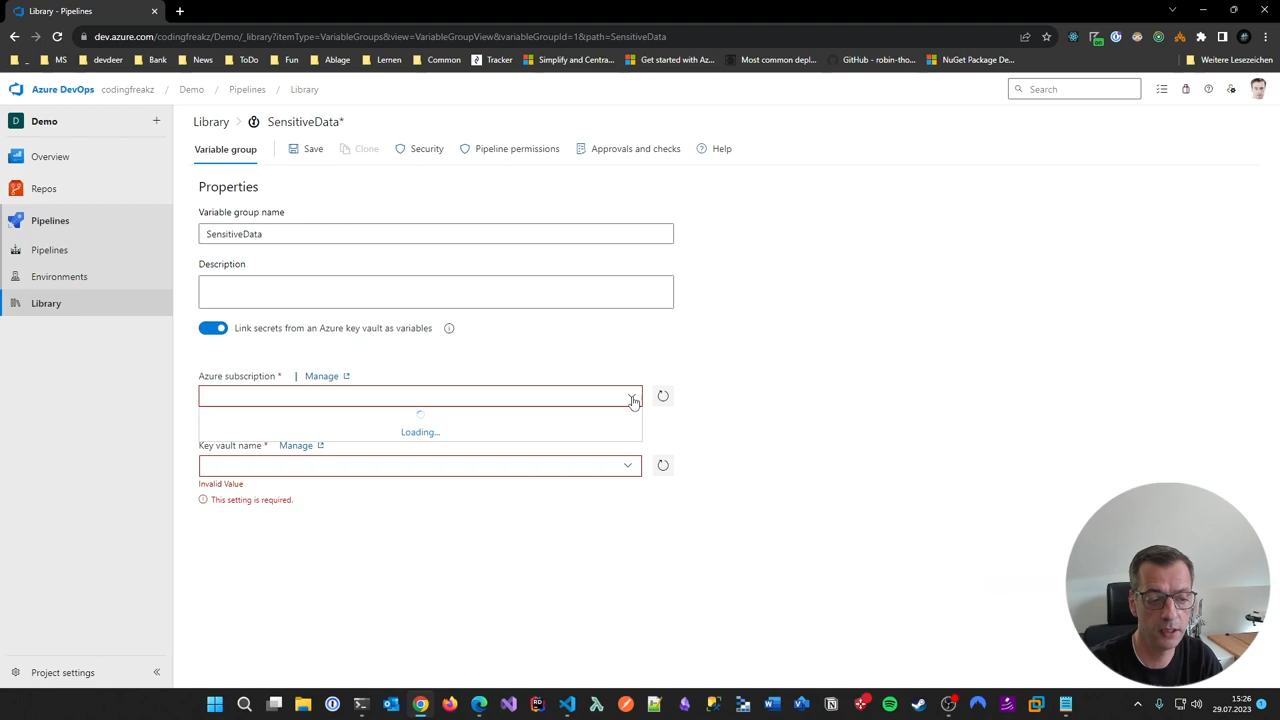 Library - Pipelines
dev.azure.com/codingfreakz/Demo/_library?itemType=VariableGroups&view=VariableGroupView&variableGroupId=1&path=SensitiveData
MS
devdeer
Bank
News
ToDo
Fun
Ablage
Lernen
Common
Tracker
Simplify and Centra...
Get started with Az...
Most common depl...
GitHub - robin-tho...
NuGet Package De...
Weitere Lesezeichen
Azure DevOps codingfreakz / Demo / Pipelines / Library
Search
D Demo
Overview
Repos
Pipelines
Pipelines
Environments
Library
Project settings
Library > SensitiveData*
Variable group
Save
Clone
Security
Pipeline permissions
Approvals and checks
Help
Properties
Variable group name
SensitiveData
Description
Link secrets from an Azure key vault as variables
Azure subscription * | Manage
Loading...
Key vault name * Manage
Invalid Value
This setting is required.
15:26
29.07.2023